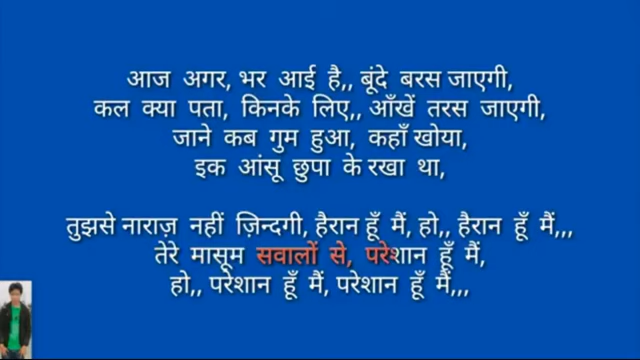 आज अगर, भर आई है,, बूंदे बरस जाएगी,
कल क्या पता, किनके लिए,, आँखें तरस जाएगी,
जाने कब गुम हुआ, कहाँ खोया,
इक आंसू छुपा के रखा था,
तुझसे नाराज़ नहीं ज़िन्दगी, हैरान हूँ मैं, हो,, हैरान हूँ मैं,,,
तेरे मासूम सवालों से, परेशान हूँ मैं,
हो,, परेशान हूँ मैं, परेशान हूँ मैं,,,